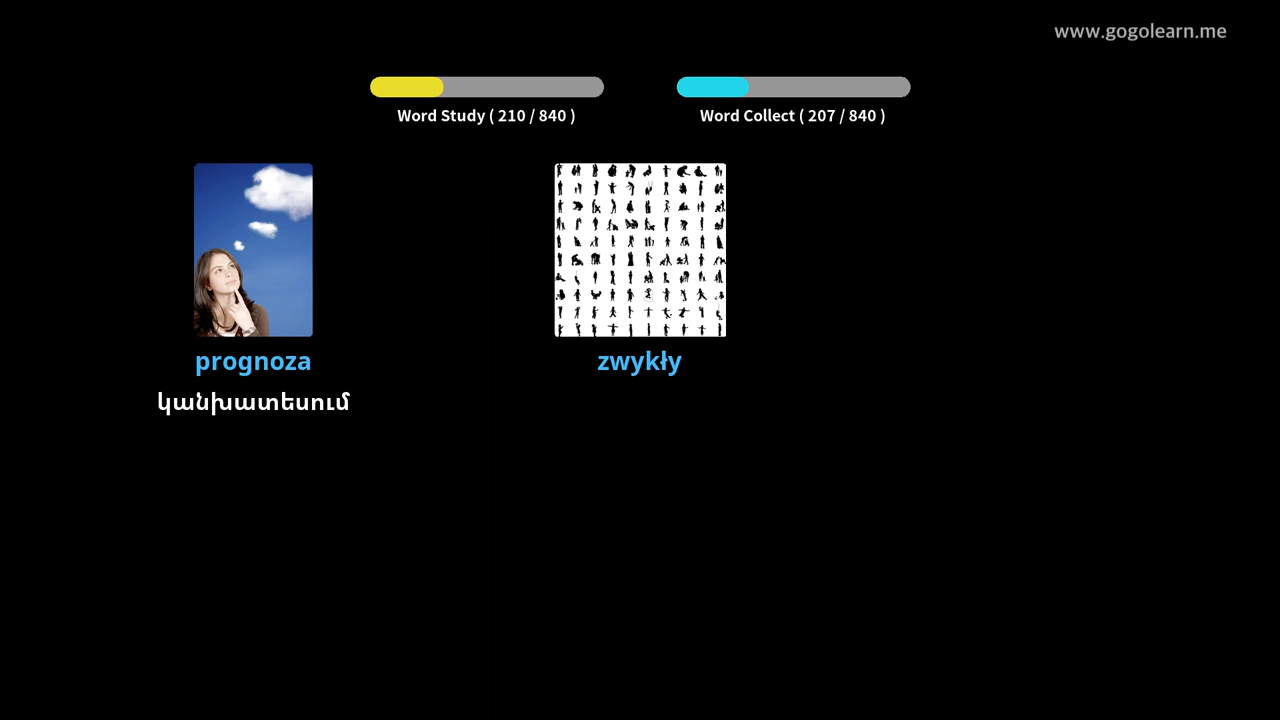 www.gogolearn.me
Word Study ( 210 / 840 )
Word Collect ( 207 / 840 )
prognoza
zwykły
կանխատեսում